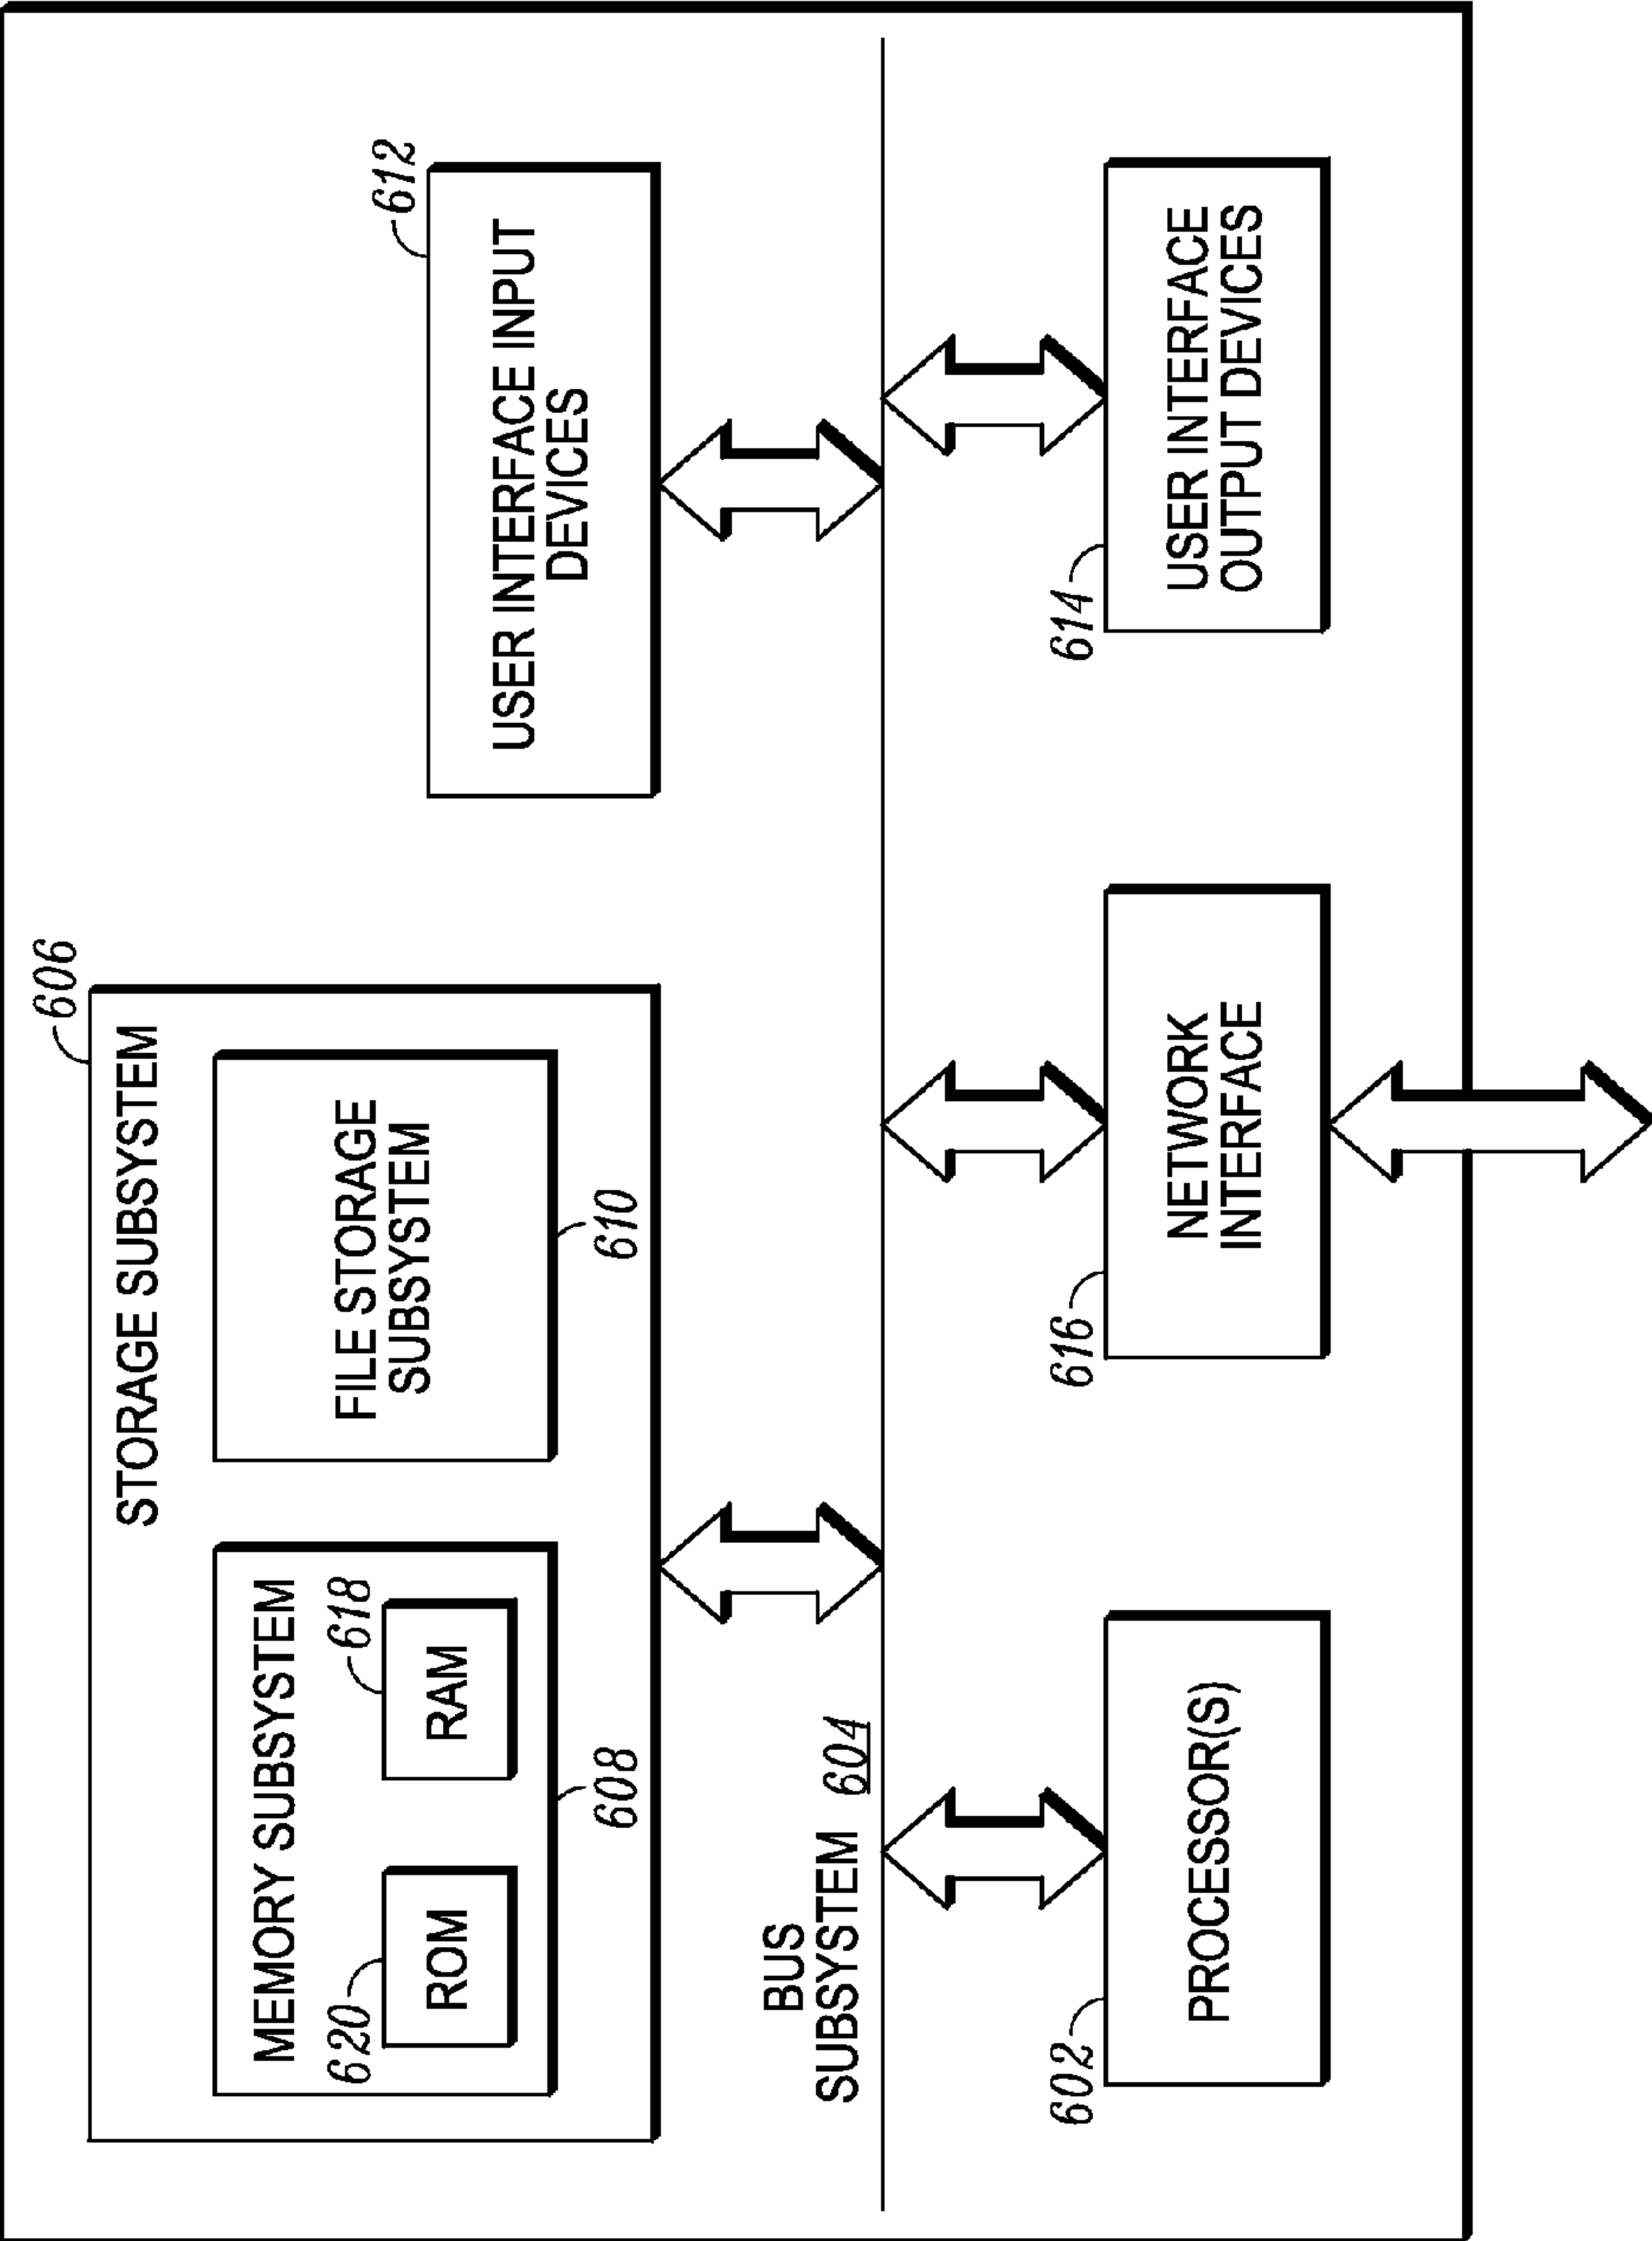 606
STORAGE SUBSYSTEM
MEMORY SUBSYSTEM
620
ROM
618
RAM
608
FILE STORAGE
SUBSYSTEM
610
612
USER INTERFACE INPUT
DEVICES
BUS
SUBSYSTEM 604
602
PROCESSOR(S)
616
NETWORK
INTERFACE
614
USER INTERFACE
OUTPUT DEVICES